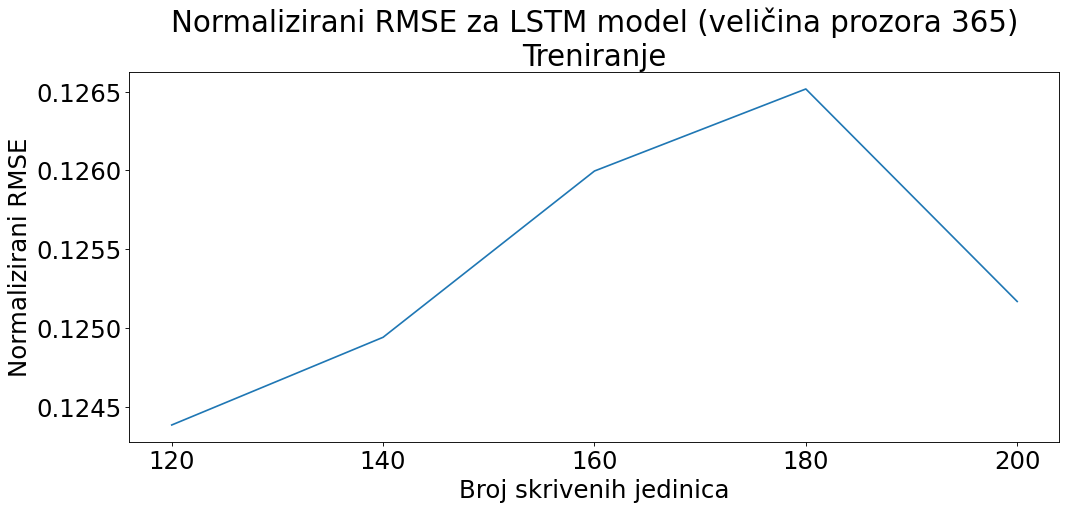 Normalizirani RMSE za LSTM model (veličina prozora 365)
Treniranje
Normalizirani RMSE
0.1265
0.1260
0.1255
0.1250
0.1245
120 140 160 180 200
Broj skrivenih jedinica